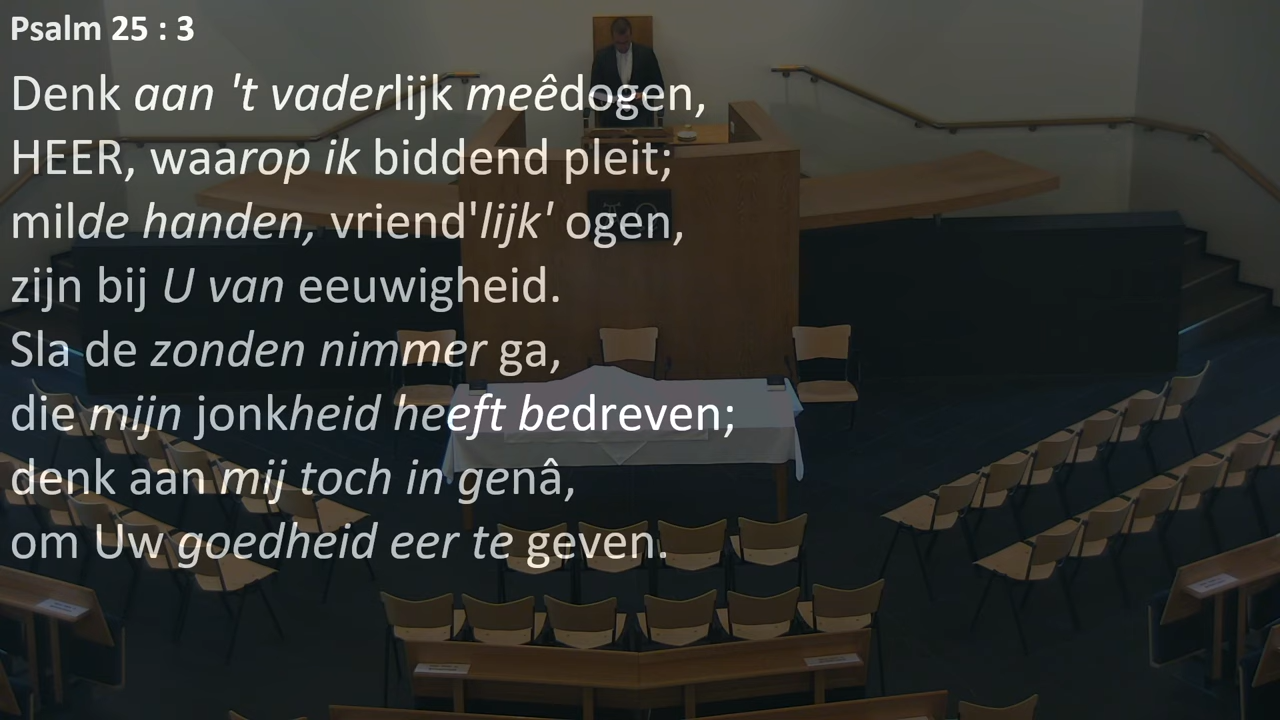 Psalm 25 : 3
Denk aan 't vaderlijk meêdogen,
HEER, waarop ik biddend pleit;
milde handen, vriend'lijk' ogen,
zijn bij U van eeuwigheid.
Sla de zonden nimmer ga,
die mijn jonkheid heeft bedreven;
denk aan mij toch in genâ,
om Uw goedheid eer te geven.